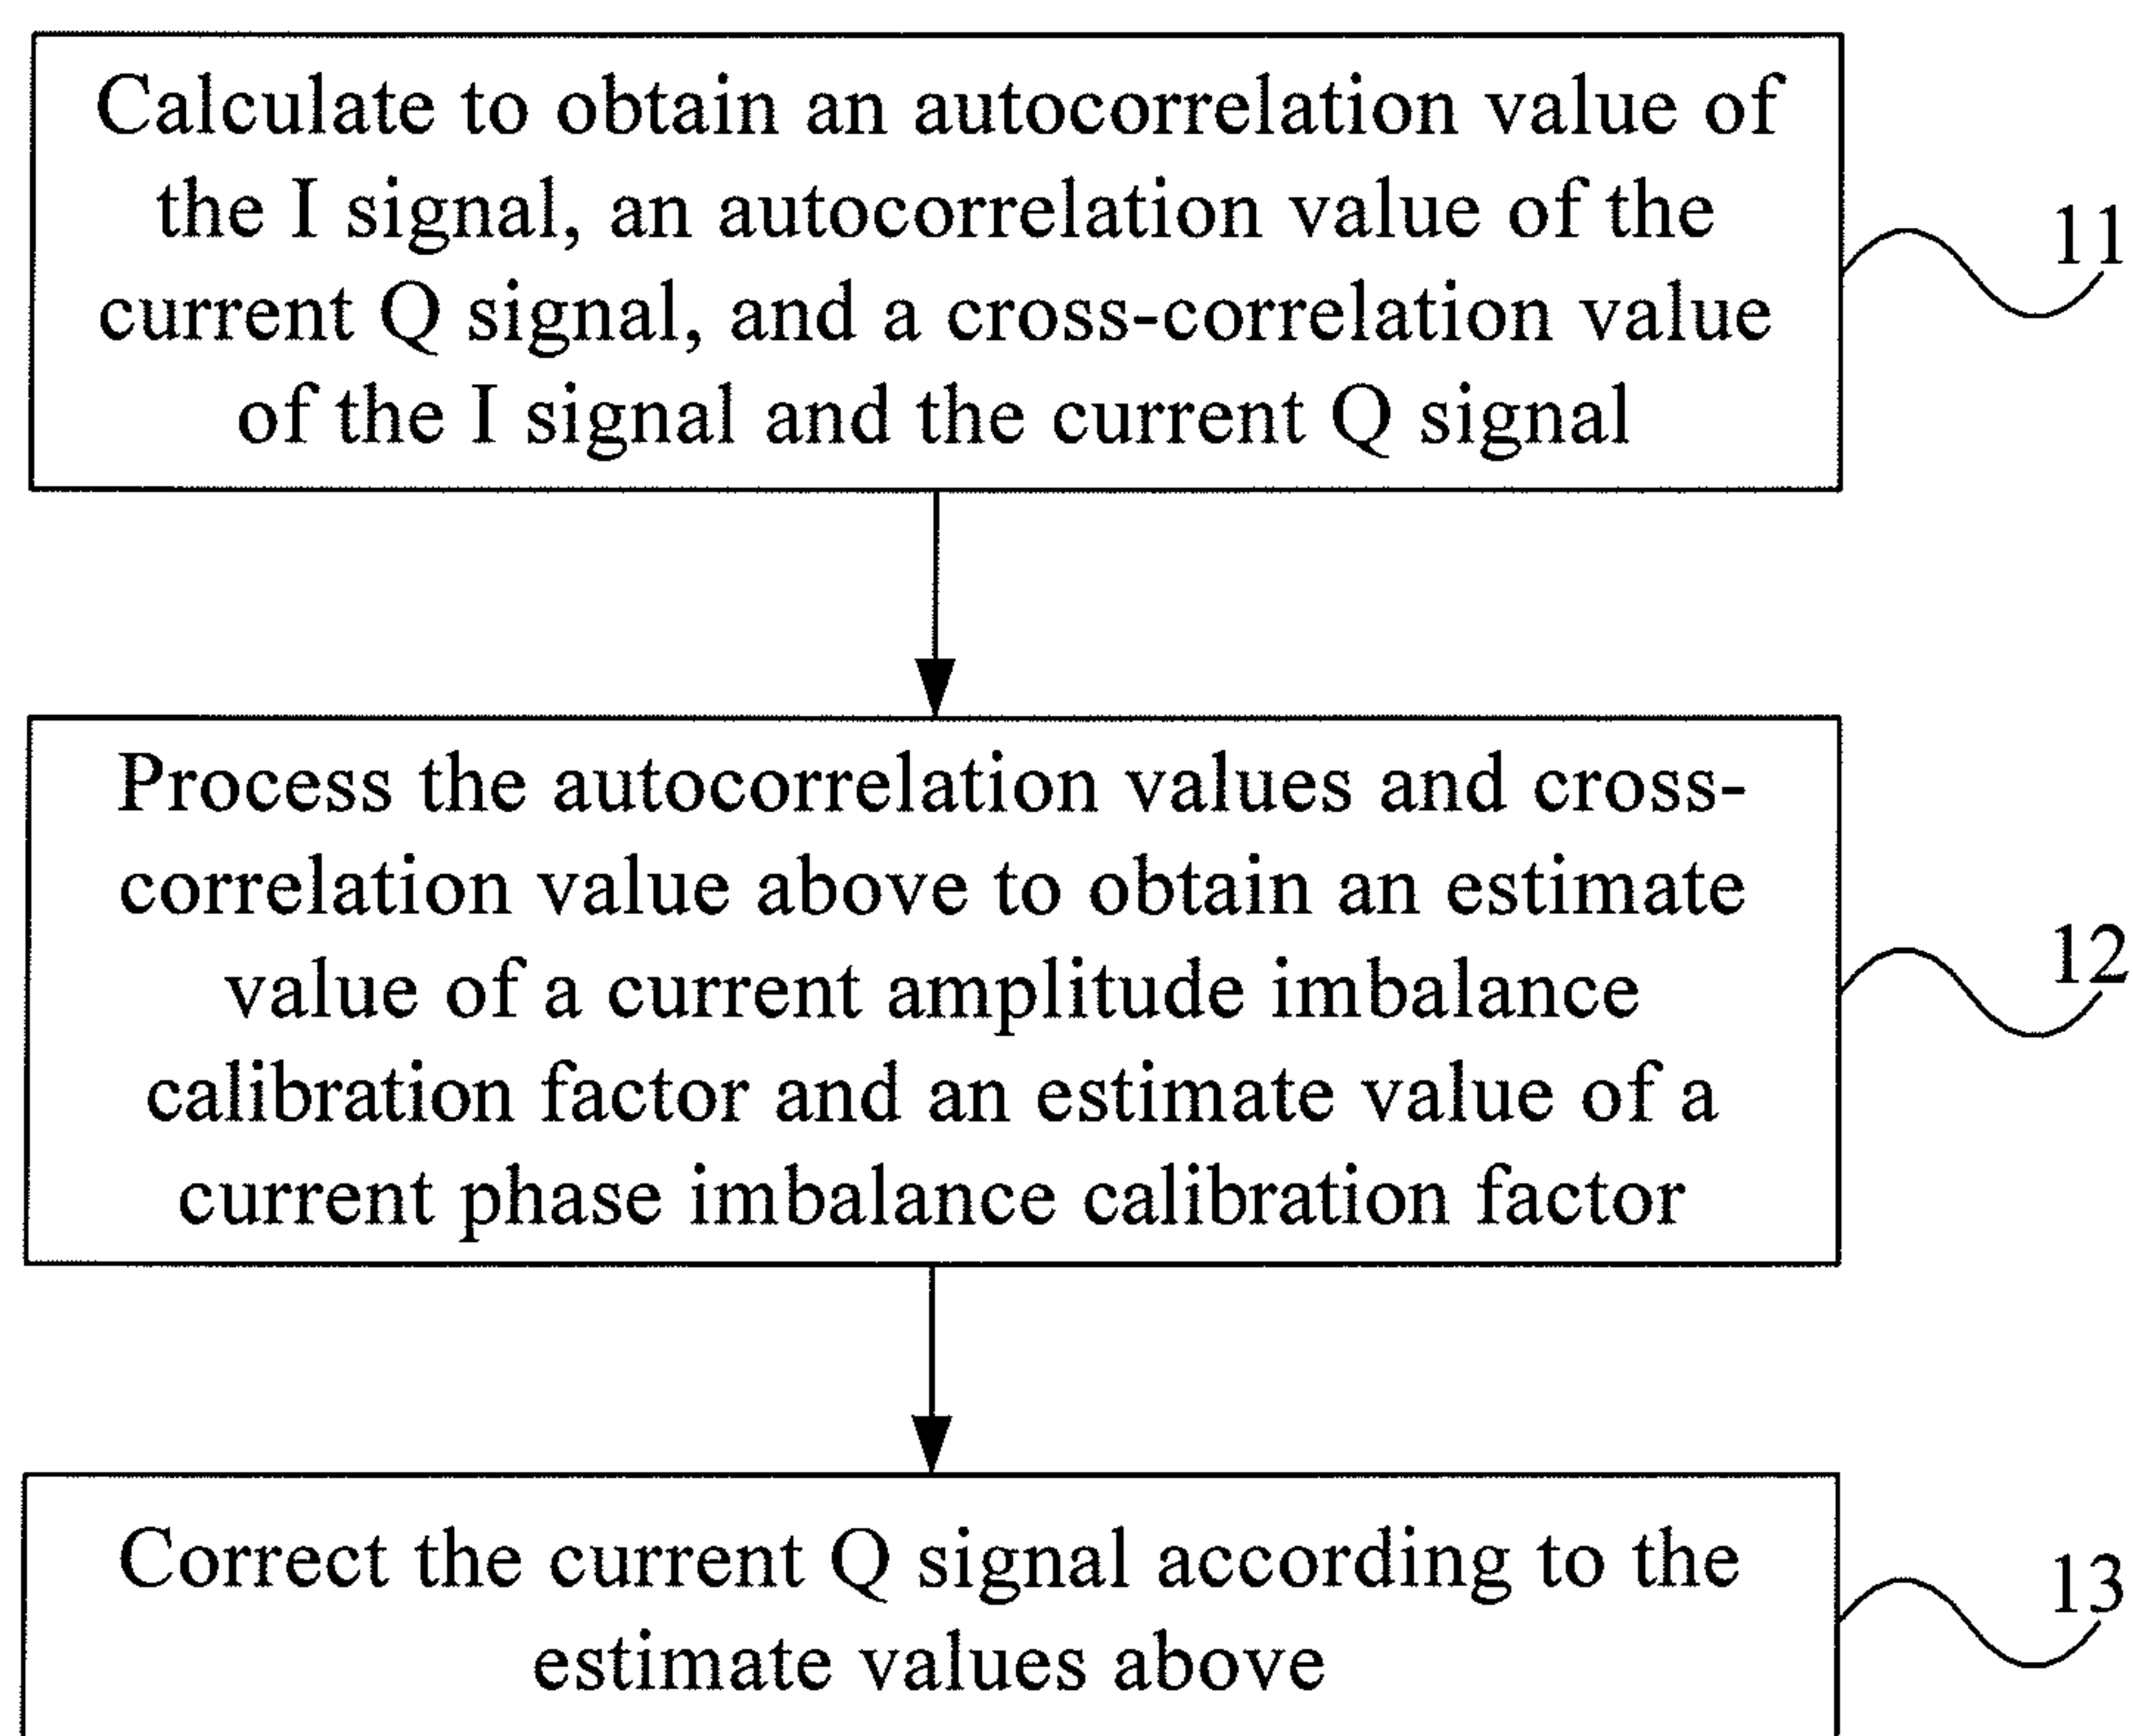 Calculate to obtain an autocorrelation value of
the I signal, an autocorrelation value of the
current Q signal, and a cross-correlation value
of the I signal and the current Q signal
11
Process the autocorrelation values and cross-
correlation value above to obtain an estimate
value of a current amplitude imbalance
calibration factor and an estimate value of a
current phase imbalance calibration factor
12
Correct the current Q signal according to the
estimate values above
13